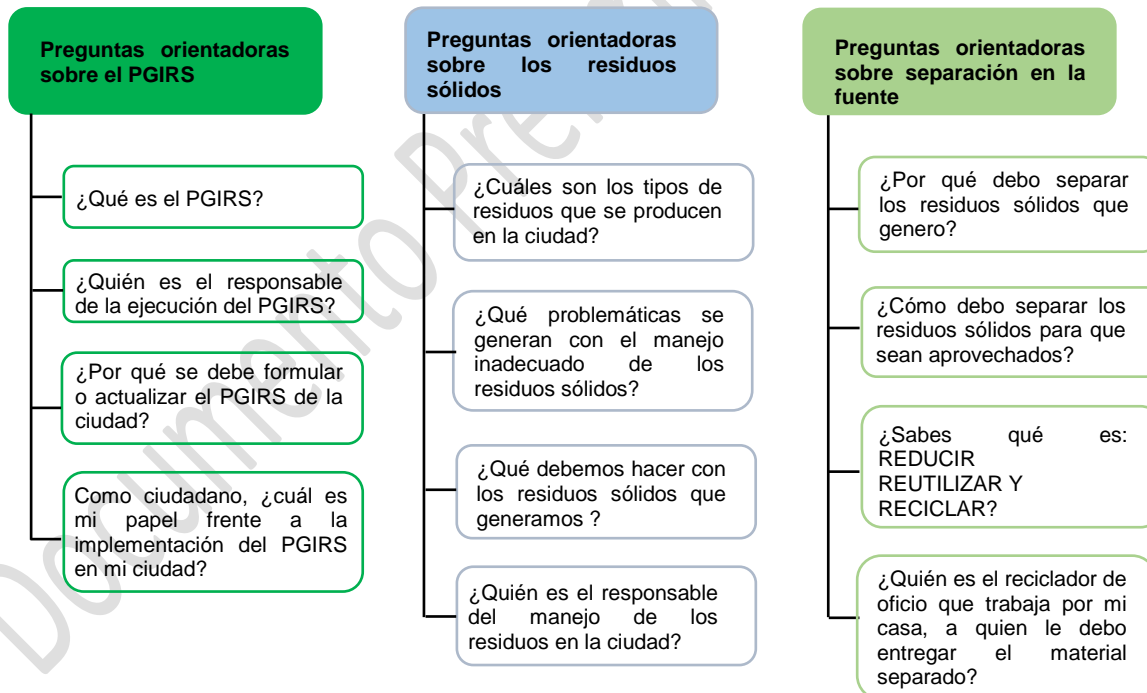 Preguntas orientadoras
sobre el PGIRS
¿Qué es el PGIRS?
¿Quién es el responsable
de la ejecución del PGIRS?
¿Por qué se debe formular
o actualizar el PGIRS de la
ciudad?
Como ciudadano, ¿cuál es
mi papel frente a la
implementación del PGIRS
en mi ciudad?
Preguntas orientadoras
sobre los residuos
sólidos
¿Cuáles son los tipos de
residuos que se producen
en la ciudad?
¿Qué problemáticas se
generan con el manejo
inadecuado de los
residuos sólidos?
¿Qué debemos hacer con
los residuos sólidos que
generamos ?
¿Quién es el responsable
del manejo de los
residuos en la ciudad?
Preguntas orientadoras
sobre separación en la
fuente
¿Por qué debo separar
los residuos sólidos que
genero?
¿Cómo debo separar los
residuos sólidos para que
sean aprovechados?
¿Sabes qué es:
REDUCIR
REUTILIZAR Y
RECICLAR?
¿Quién es el reciclador de
oficio que trabaja por mi
casa, a quien le debo
entregar el material
separado?
Documento